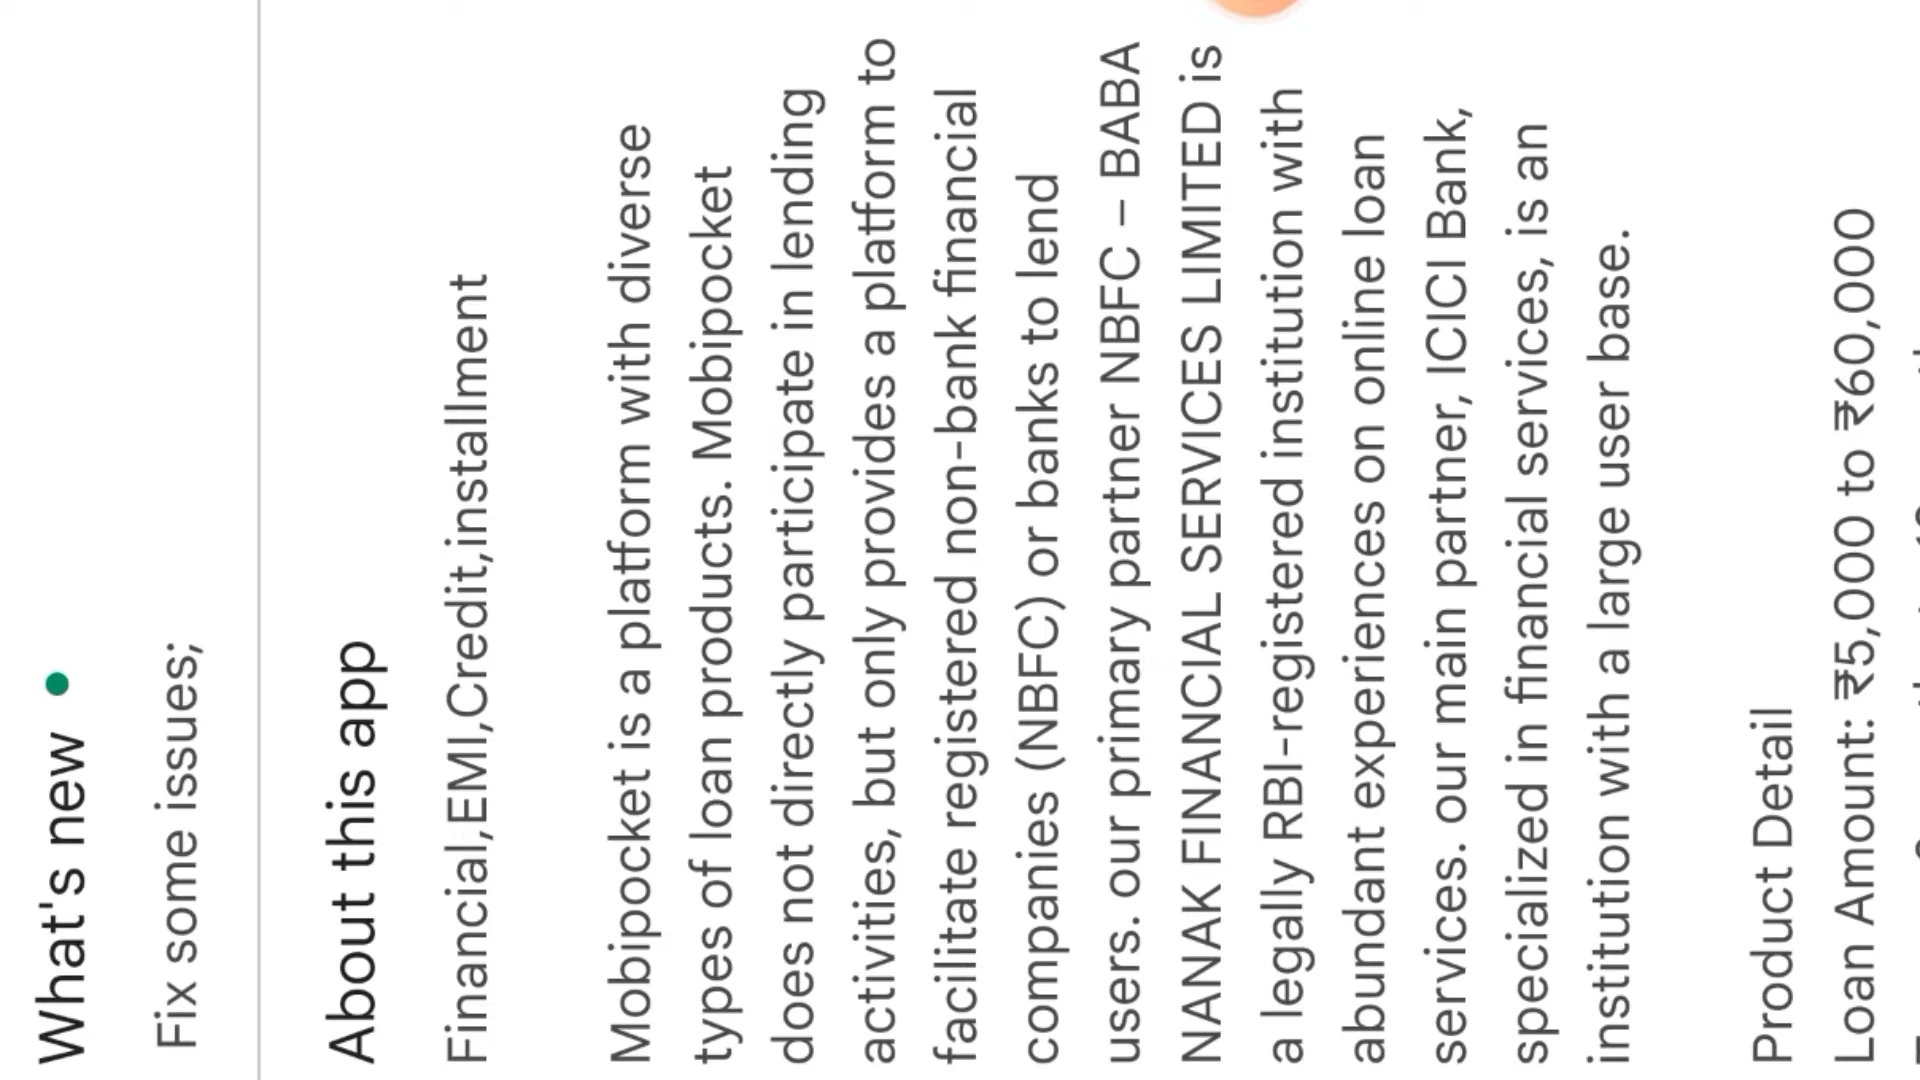 What's new
Fix some issues;
About this app
Financial,EMI,Credit,installment
Mobipocket is a platform with diverse
types of loan products. Mobipocket
does not directly participate in lending
activities, but only provides a platform to
facilitate registered non-bank financial
companies (NBFC) or banks to lend
users. our primary partner NBFC – BABA
NANAK FINANCIAL SERVICES LIMITED is
a legally RBI-registered institution with
abundant experiences on online loan
services. our main partner, ICICI Bank,
specialized in financial services, is an
institution with a large user base.
Product Detail
Loan Amount: ₹5,000 to ₹60,000